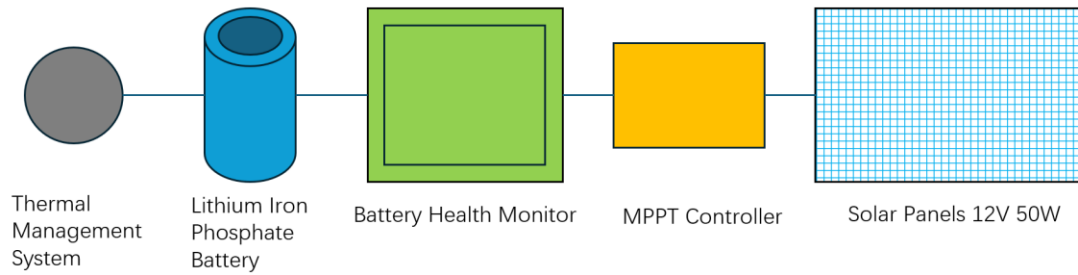 Thermal
Management
System
Lithium Iron
Phosphate
Battery
Battery Health Monitor
MPPT Controller
Solar Panels 12V 50W